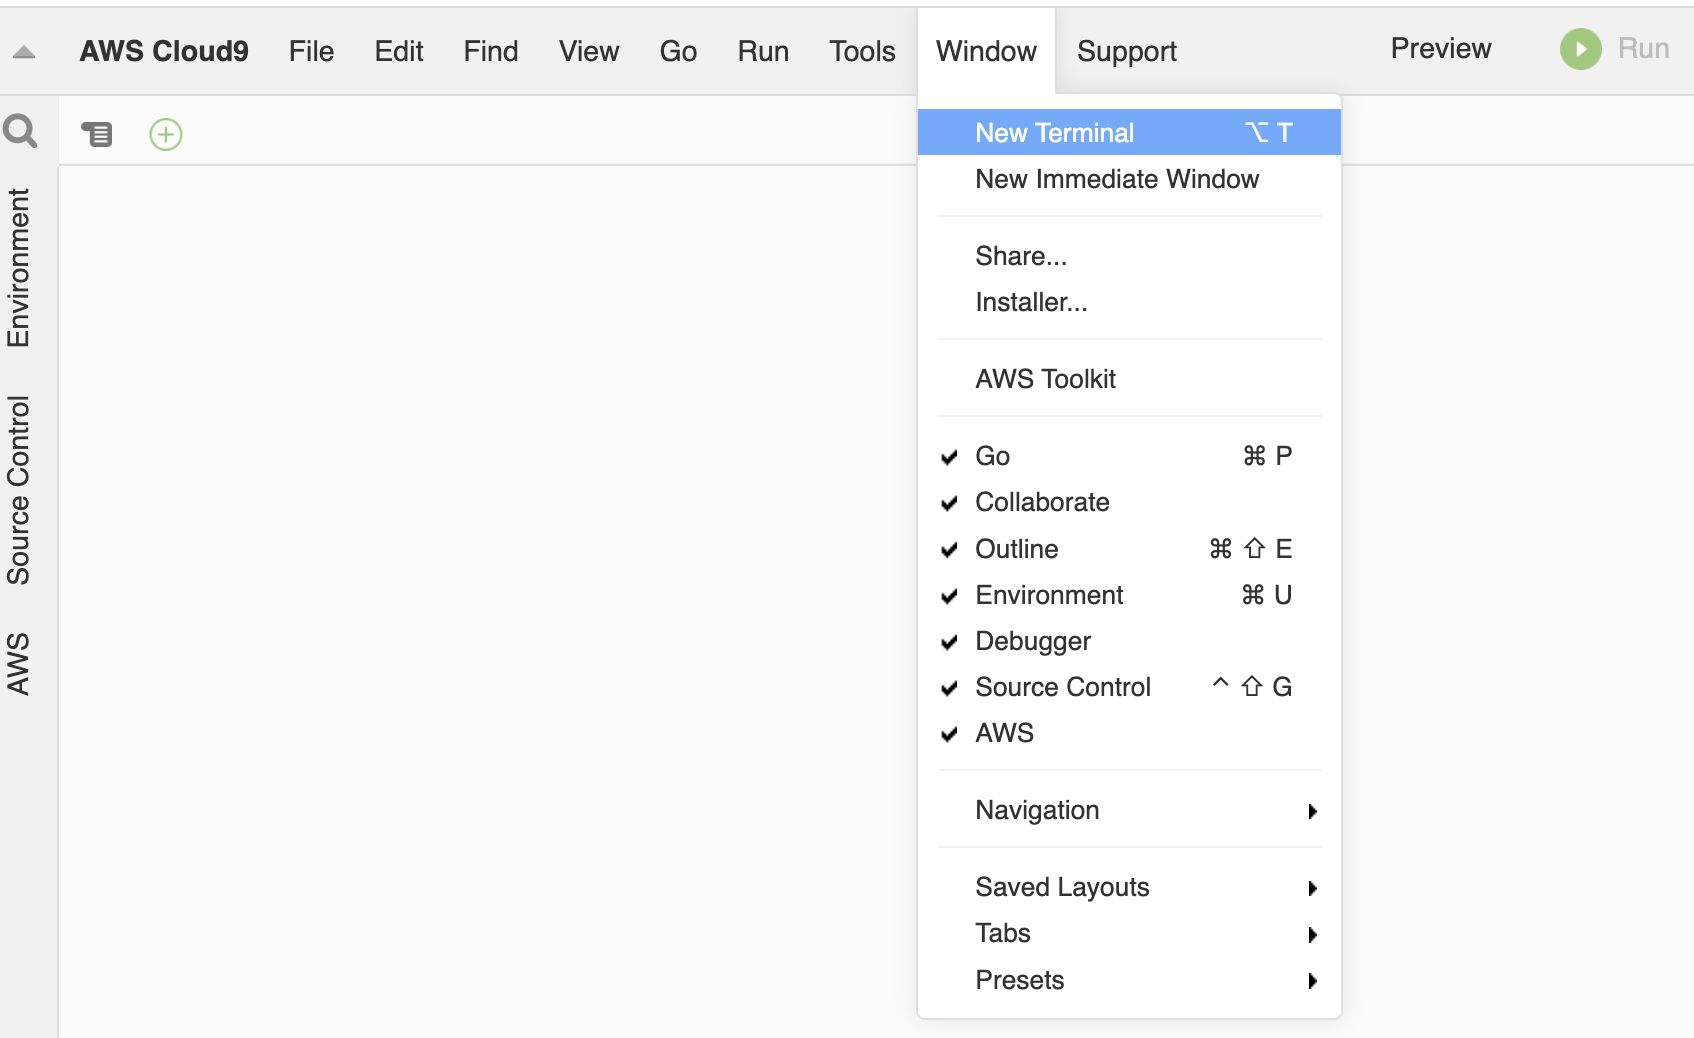 AWS Cloud9 File Edit Find View Go Run Tools Window Support Preview Run
Environment
Source Control
AWS
New Terminal ⌥ T
New Immediate Window
Share...
Installer...
AWS Toolkit
Go ⌘ P
Collaborate
Outline ⌘ ⇧ E
Environment ⌘ U
Debugger
Source Control ^ ⇧ G
AWS
Navigation
Saved Layouts
Tabs
Presets